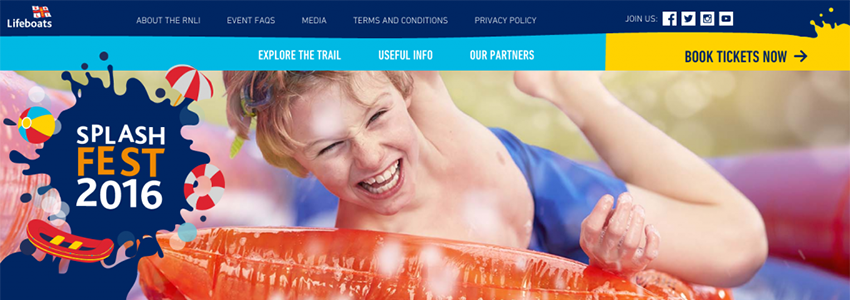 Lifeboats
ABOUT THE RNLI EVENT FAQS MEDIA TERMS AND CONDITIONS PRIVACY POLICY JOIN US:
EXPLORE THE TRAIL USEFUL INFO OUR PARTNERS BOOK TICKETS NOW →
SPLASH
FEST
2016